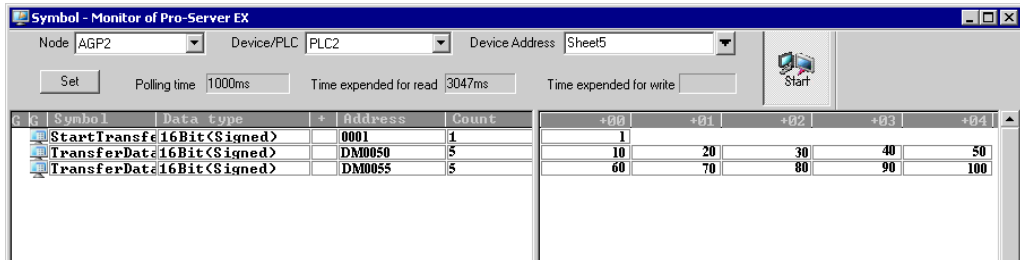 Symbol - Monitor of Pro-Server EX
Node AGP2 Device/PLC PLC2 Device Address Sheet5
Set Polling time 1000ms Time expended for read 3047ms Time expended for write Start
G G Symbol Data type + Address Count +00 +01 +02 +03 +04
StartTransfe 16Bit(Signed) 0001 1 1
TransferData 16Bit(Signed) DM0050 5 10 20 30 40 50
TransferData 16Bit(Signed) DM0055 5 60 70 80 90 100